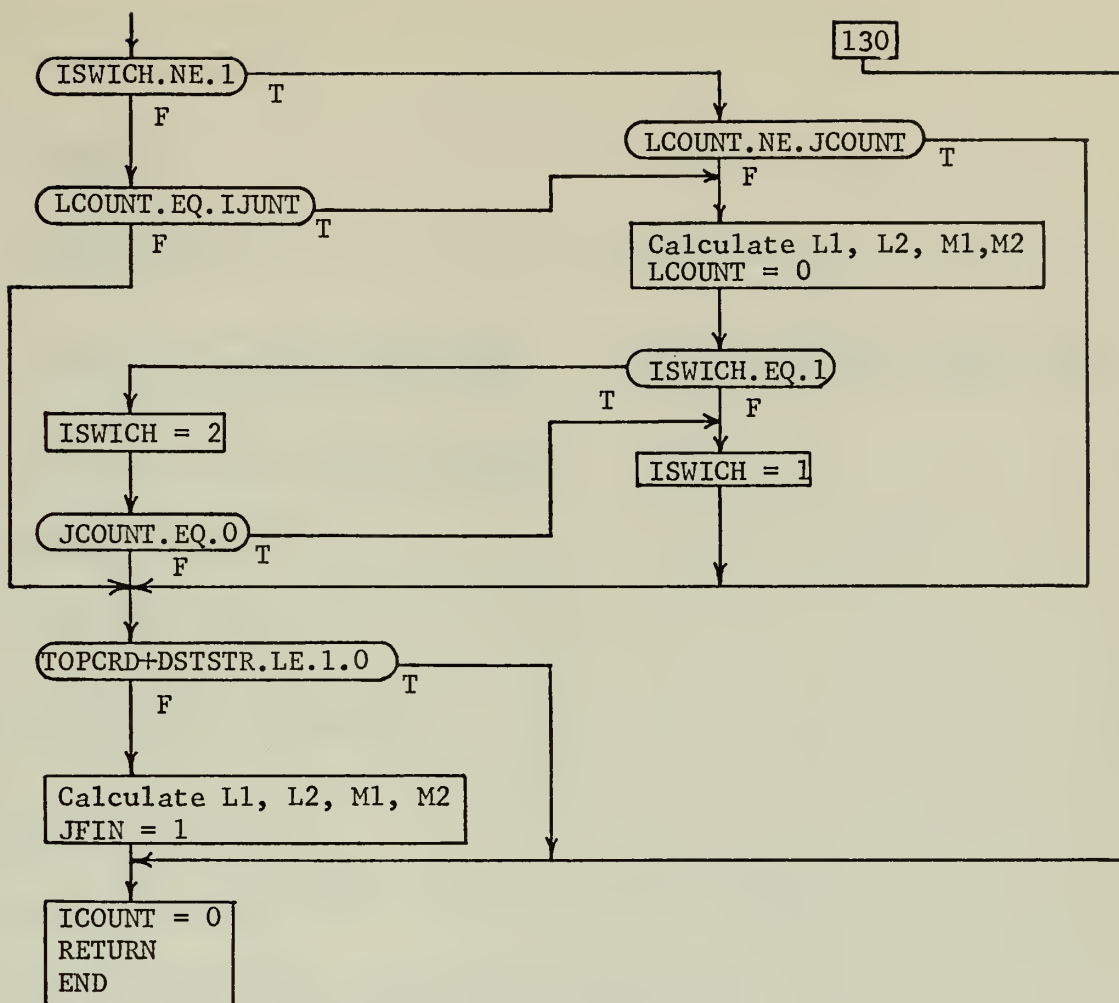 130
ISWICH.NE.1
T
F
LCOUNT.NE.JCOUNT
T
F
LCOUNT.EQ.IJUNT
T
F
Calculate L1, L2, M1,M2
LCOUNT = 0
ISWICH.EQ.1
T
F
ISWICH = 2
ISWICH = 1
JCOUNT.EQ.0
T
F
TOPCRD+DSTSTR.LE.1.0
T
F
Calculate L1, L2, M1, M2
JFIN = 1
ICOUNT = 0
RETURN
END